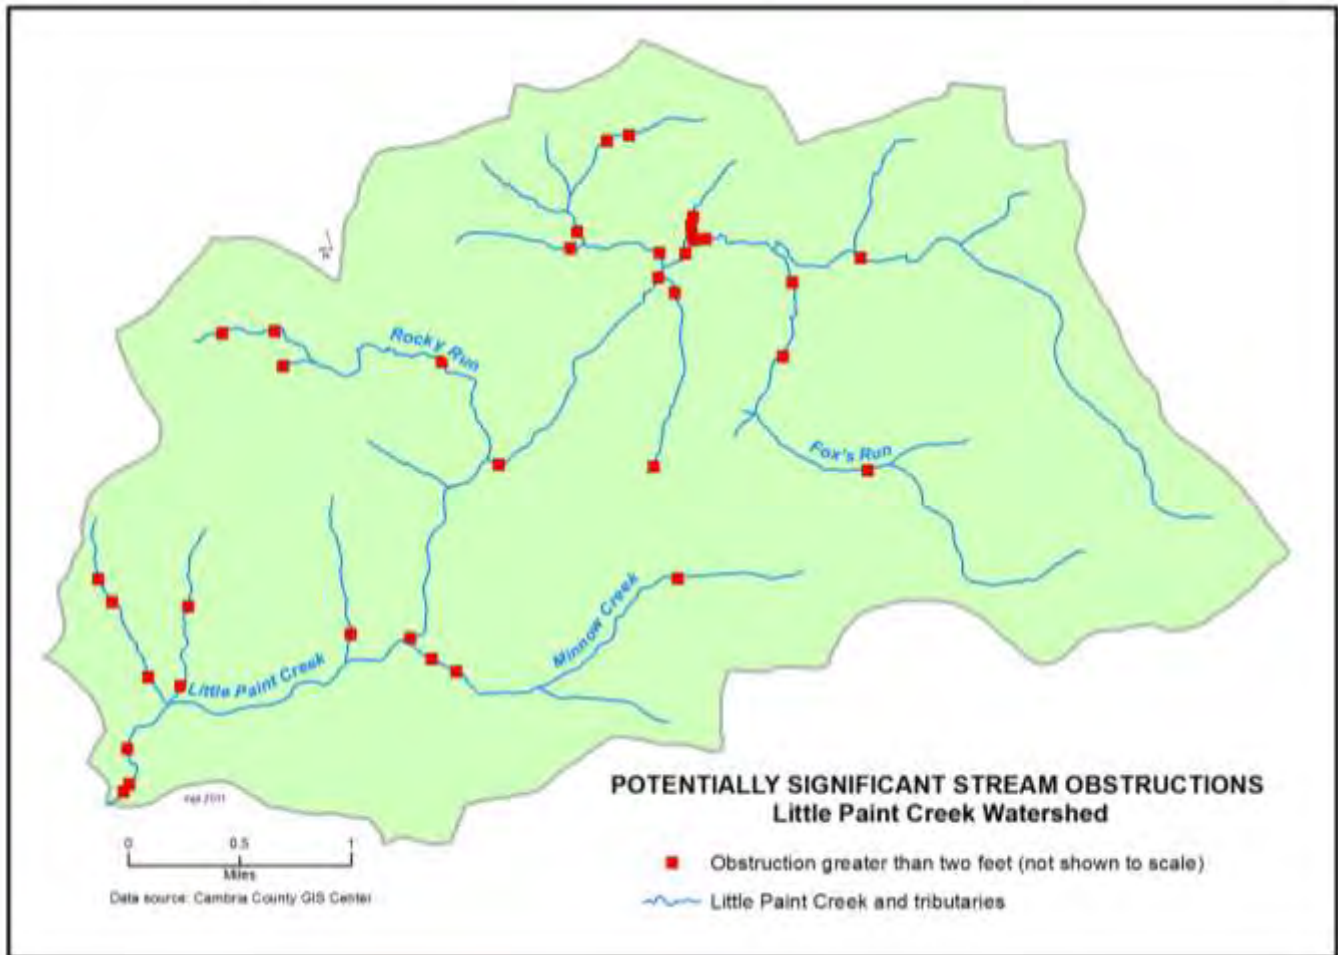 Rocky Run
Fox's Run
Minnow Creek
Little Paint Creek
POTENTIALLY SIGNIFICANT STREAM OBSTRUCTIONS
Little Paint Creek Watershed
0 0.5 1
Miles
Obstruction greater than two feet (not shown to scale)
Data source: Cambria County GIS Center
Little Paint Creek and tributaries